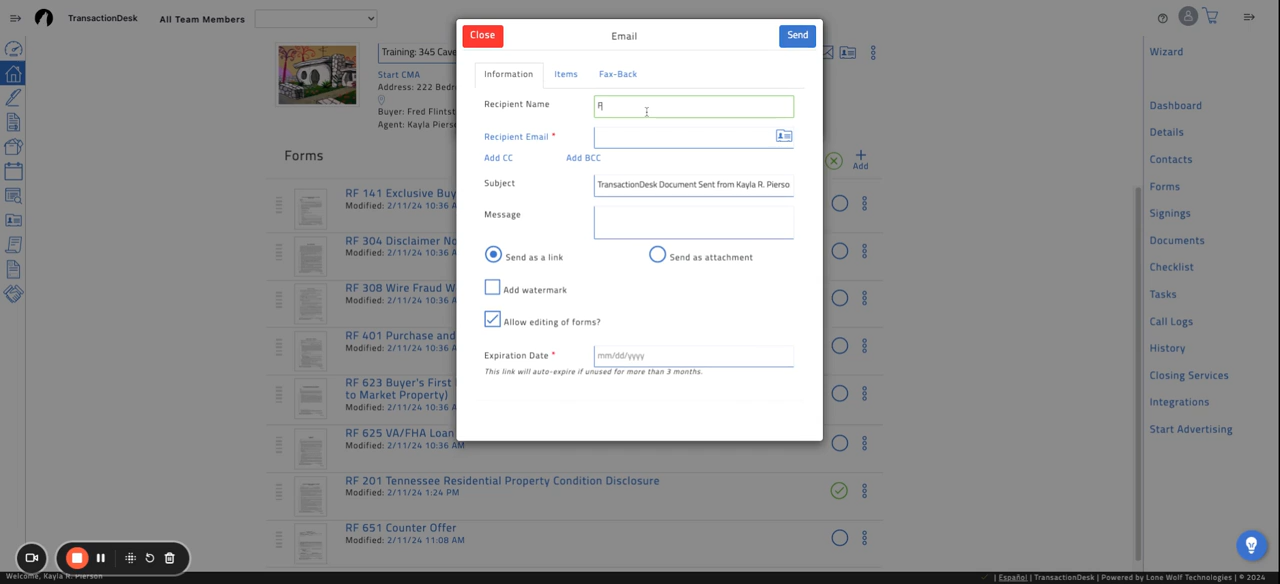 TransactionDesk
All Team Members
Training: 345 Cave
Start CMA
Address: 222 Bedr
Buyer: Fred Flintst
Agent: Kayla Pierso
Forms
Add
RF 141 Exclusive Buy
Modified: 2/11/24 10:36 A
RF 304 Disclaimer No
Modified: 2/11/24 10:36 A
RF 308 Wire Fraud W
Modified: 2/11/24 10:36 A
RF 401 Purchase and
Modified: 2/11/24 10:36 A
RF 623 Buyer's First
to Market Property)
Modified: 2/11/24 10:36 A
RF 625 VA/FHA Loan
Modified: 2/11/24 10:36 AM
RF 201 Tennessee Residential Property Condition Disclosure
Modified: 2/11/24 1:24 PM
RF 651 Counter Offer
Modified: 2/11/24 11:08 AM
Close
Email
Send
Information
Items
Fax-Back
Recipient Name
Recipient Email *
Add CC
Add BCC
Subject
TransactionDesk Document Sent from Kayla R. Pierso
Message
Send as a link
Send as attachment
Add watermark
Allow editing of forms?
Expiration Date *
mm/dd/yyyy
This link will auto-expire if unused for more than 3 months.
Wizard
Dashboard
Details
Contacts
Forms
Signings
Documents
Checklist
Tasks
Call Logs
History
Closing Services
Integrations
Start Advertising
Welcome, Kayla R. Pierson
| Español | TransactionDesk | Powered by Lone Wolf Technologies | © 2024